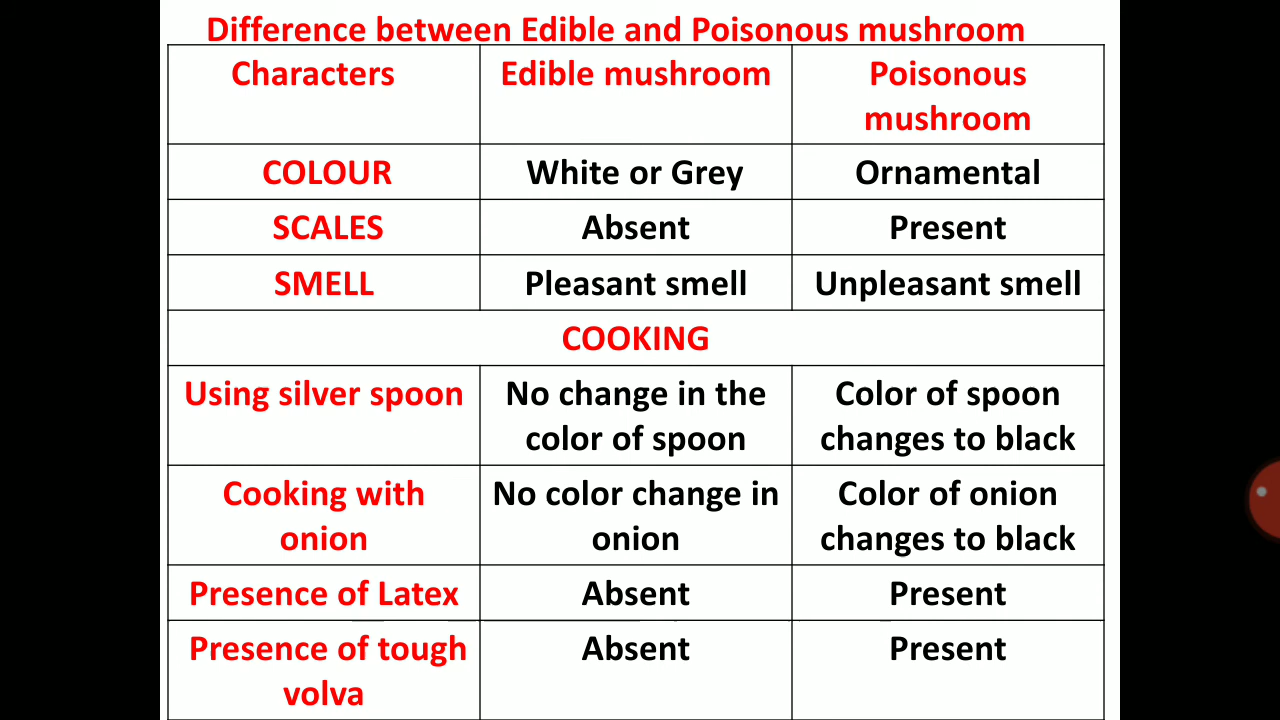 Difference between Edible and Poisonous mushroom
Characters
Edible mushroom
Poisonous
mushroom
COLOUR
White or Grey
Ornamental
SCALES
Absent
Present
SMELL
Pleasant smell
Unpleasant smell
COOKING
Using silver spoon
No change in the
color of spoon
Color of spoon
changes to black
Cooking with
onion
No color change in
onion
Color of onion
changes to black
Presence of Latex
Absent
Present
Presence of tough
volva
Absent
Present